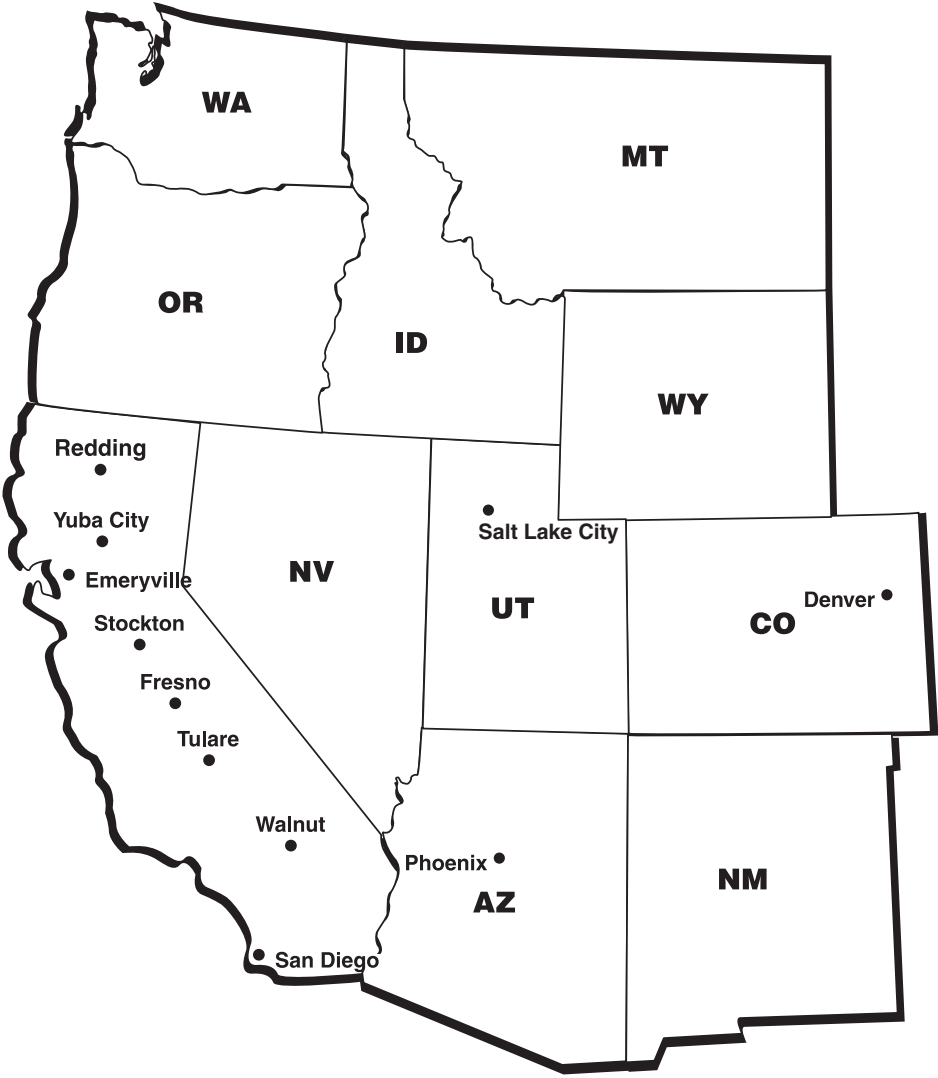 WA
MT
OR
ID
WY
Redding
Yuba City
Salt Lake City
NV
Emeryville
UT
Denver
CO
Stockton
Fresno
Tulare
Walnut
Phoenix
NM
AZ
San Diego